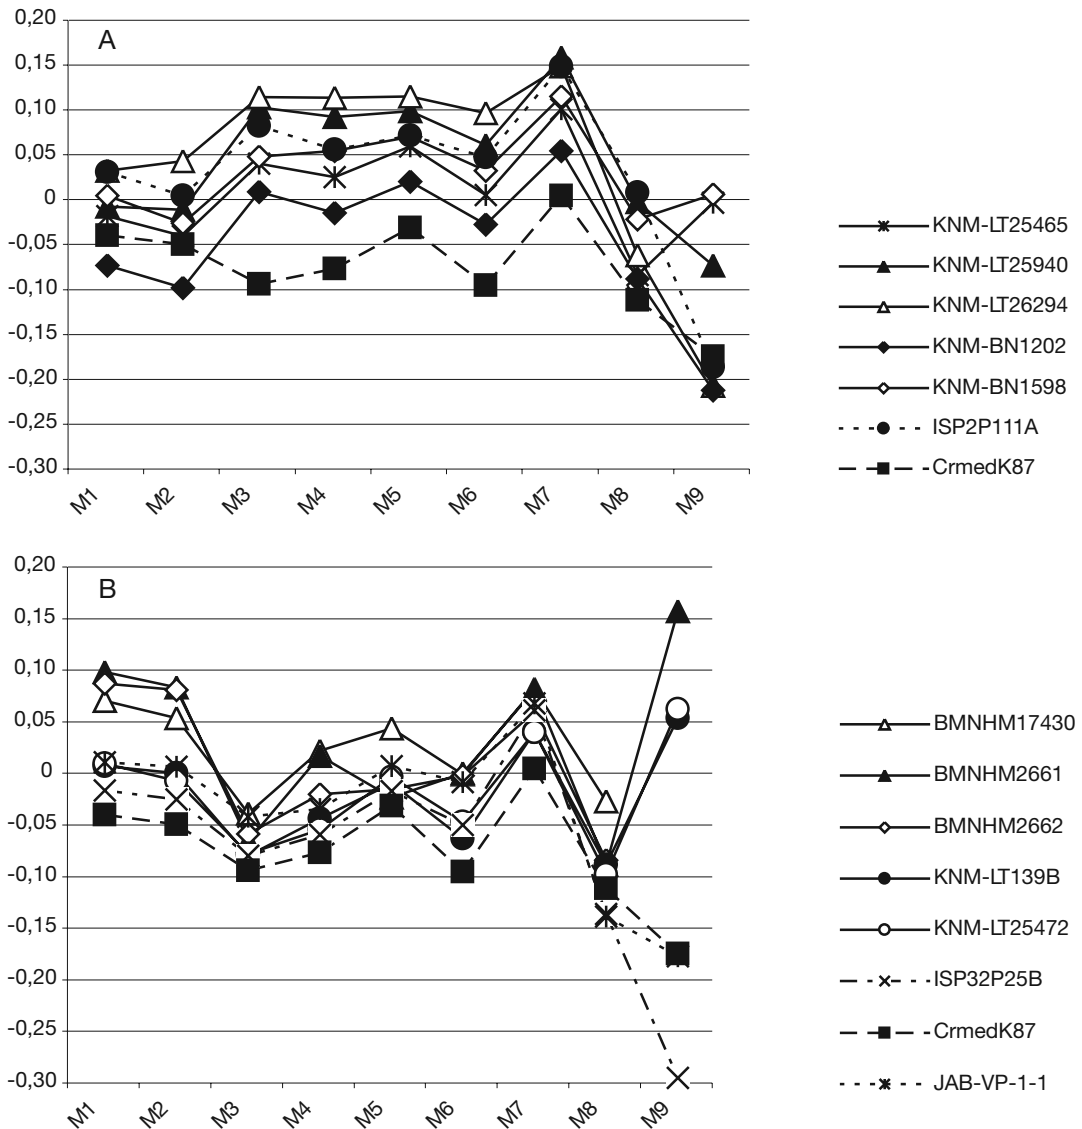 0,20
0,15
0,10
0,05
0
-0,05
-0,10
-0,15
-0,20
-0,25
-0,30
A
M1 M2 M3 M4 M5 M6 M7 M8 M9
KNM-LT25465
KNM-LT25940
KNM-LT26294
KNM-BN1202
KNM-BN1598
ISP2P111A
CrmedK87
0,20
0,15
0,10
0,05
0
-0,05
-0,10
-0,15
-0,20
-0,25
-0,30
B
M1 M2 M3 M4 M5 M6 M7 M8 M9
BMNHM17430
BMNHM2661
BMNHM2662
KNM-LT139B
KNM-LT25472
ISP32P25B
CrmedK87
JAB-VP-1-1